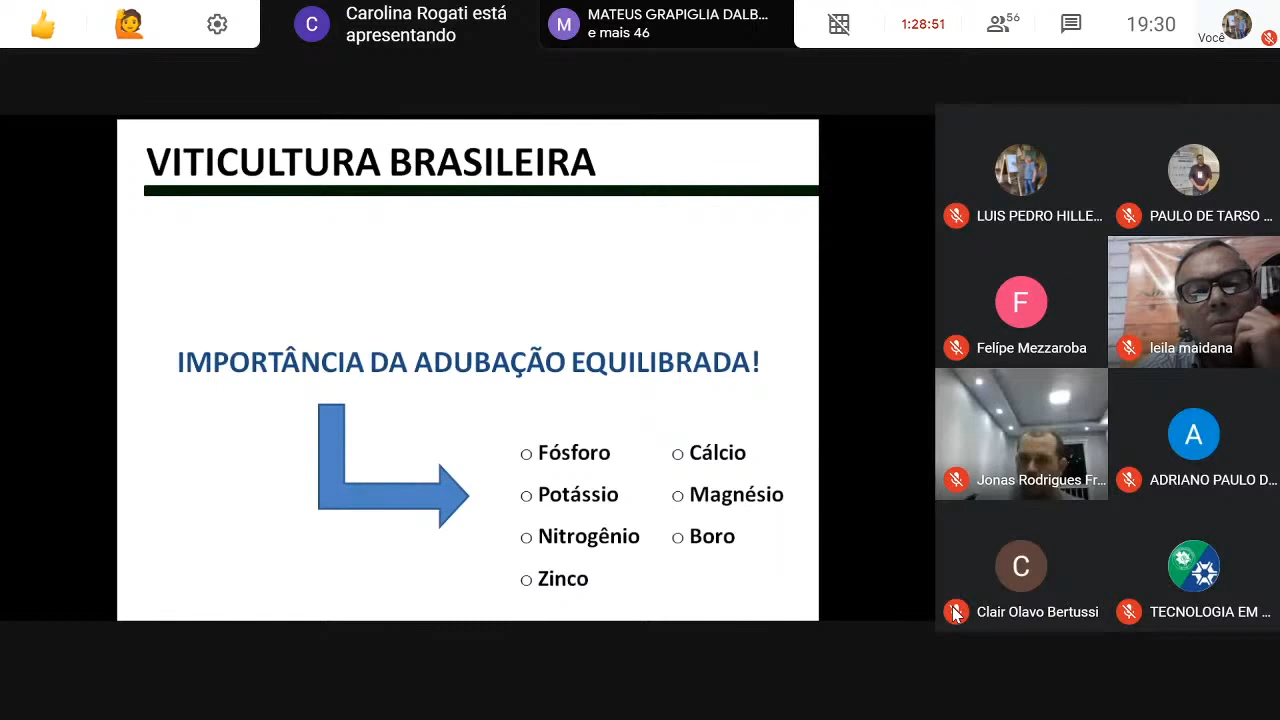 Carolina Rogati está
apresentando
M
MATEUS GRAPIGLIA DALB...
e mais 46
C
1:28:51
56
19:30
Você
VITICULTURA BRASILEIRA
IMPORTÂNCIA DA ADUBAÇÃO EQUILIBRADA!
○ Fósforo
○ Cálcio
○ Potássio
○ Magnésio
○ Nitrogênio
○ Boro
○ Zinco
LUIS PEDRO HILLE...
PAULO DE TARSO ...
F
Felípe Mezzaroba
leila maidana
Jonas Rodrigues Fr...
A
ADRIANO PAULO D...
C
Clair Olavo Bertussi
TECNOLOGIA EM ...